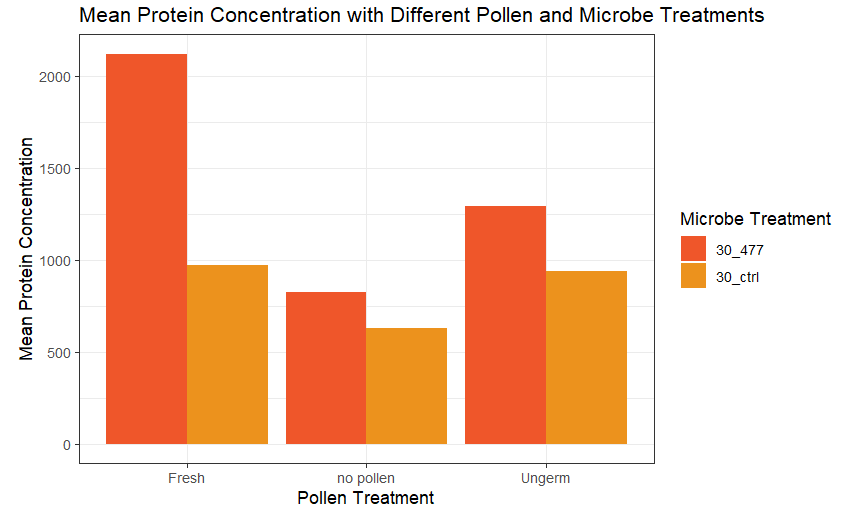 Mean Protein Concentration with Different Pollen and Microbe Treatments
Mean Protein Concentration
2000
1500
1000
500
0
Fresh no pollen Ungerm
Pollen Treatment
Microbe Treatment
30_477
30_ctrl